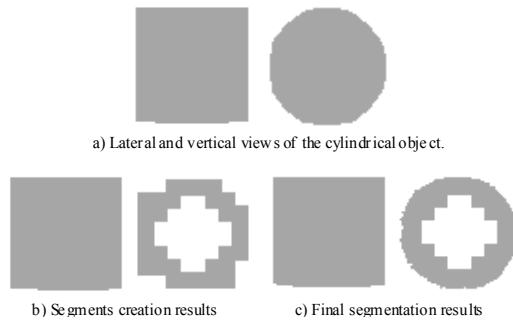 a) Lateral and vertical views of the cylindrical object.
b) Segments creation results
c) Final segmentation results